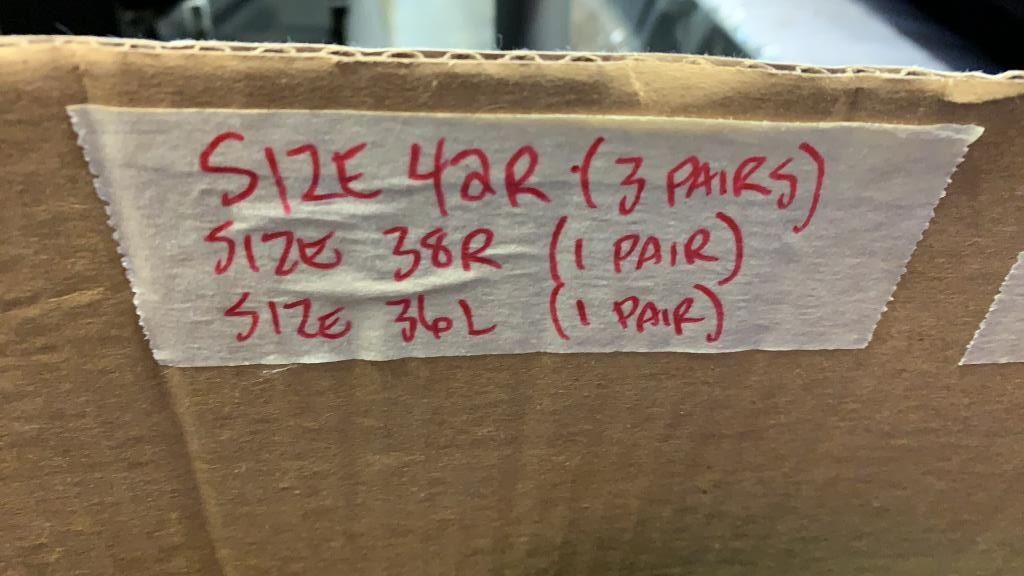 SIZE 42R (3 PAIRS)
SIZE 38R (1 PAIR)
SIZE 36L (1 PAIR)